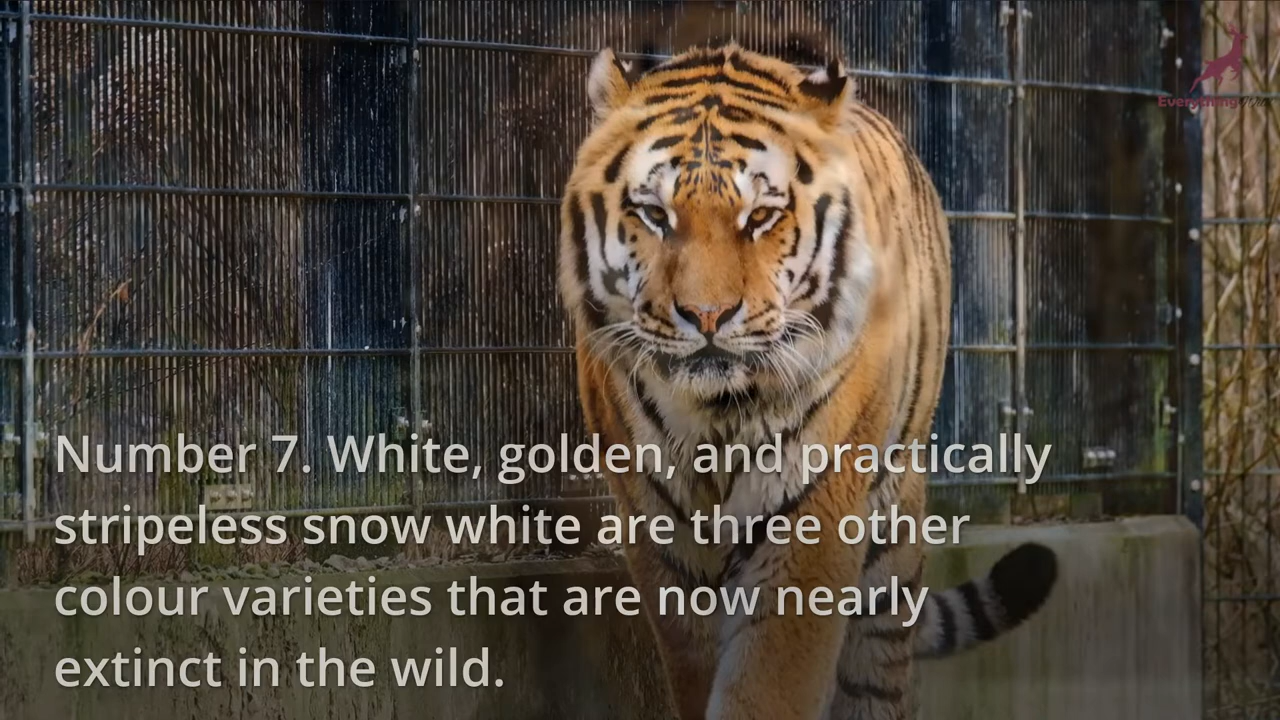 Everything
Number 7. White, golden, and practically
stripeless snow white are three other
colour varieties that are now nearly
extinct in the wild.